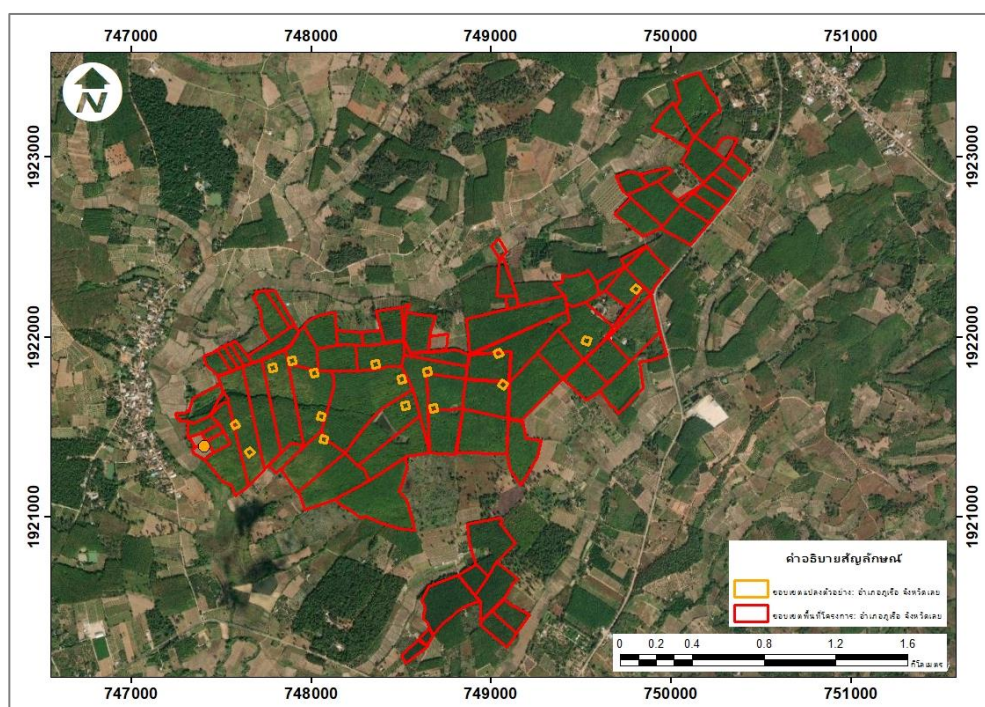 747000 748000 749000 750000 751000
N
1923000 1923000
1922000 1922000
1921000 1921000
คำอธิบายสัญลักษณ์
ขอบเขตแปลงตัวอย่าง: อำเภอภูเรือ จังหวัดเลย
ขอบเขตพื้นที่โครงการ: อำเภอภูเรือ จังหวัดเลย
0 0.2 0.4 0.8 1.2 1.6
กิโลเมตร
747000 748000 749000 750000 751000